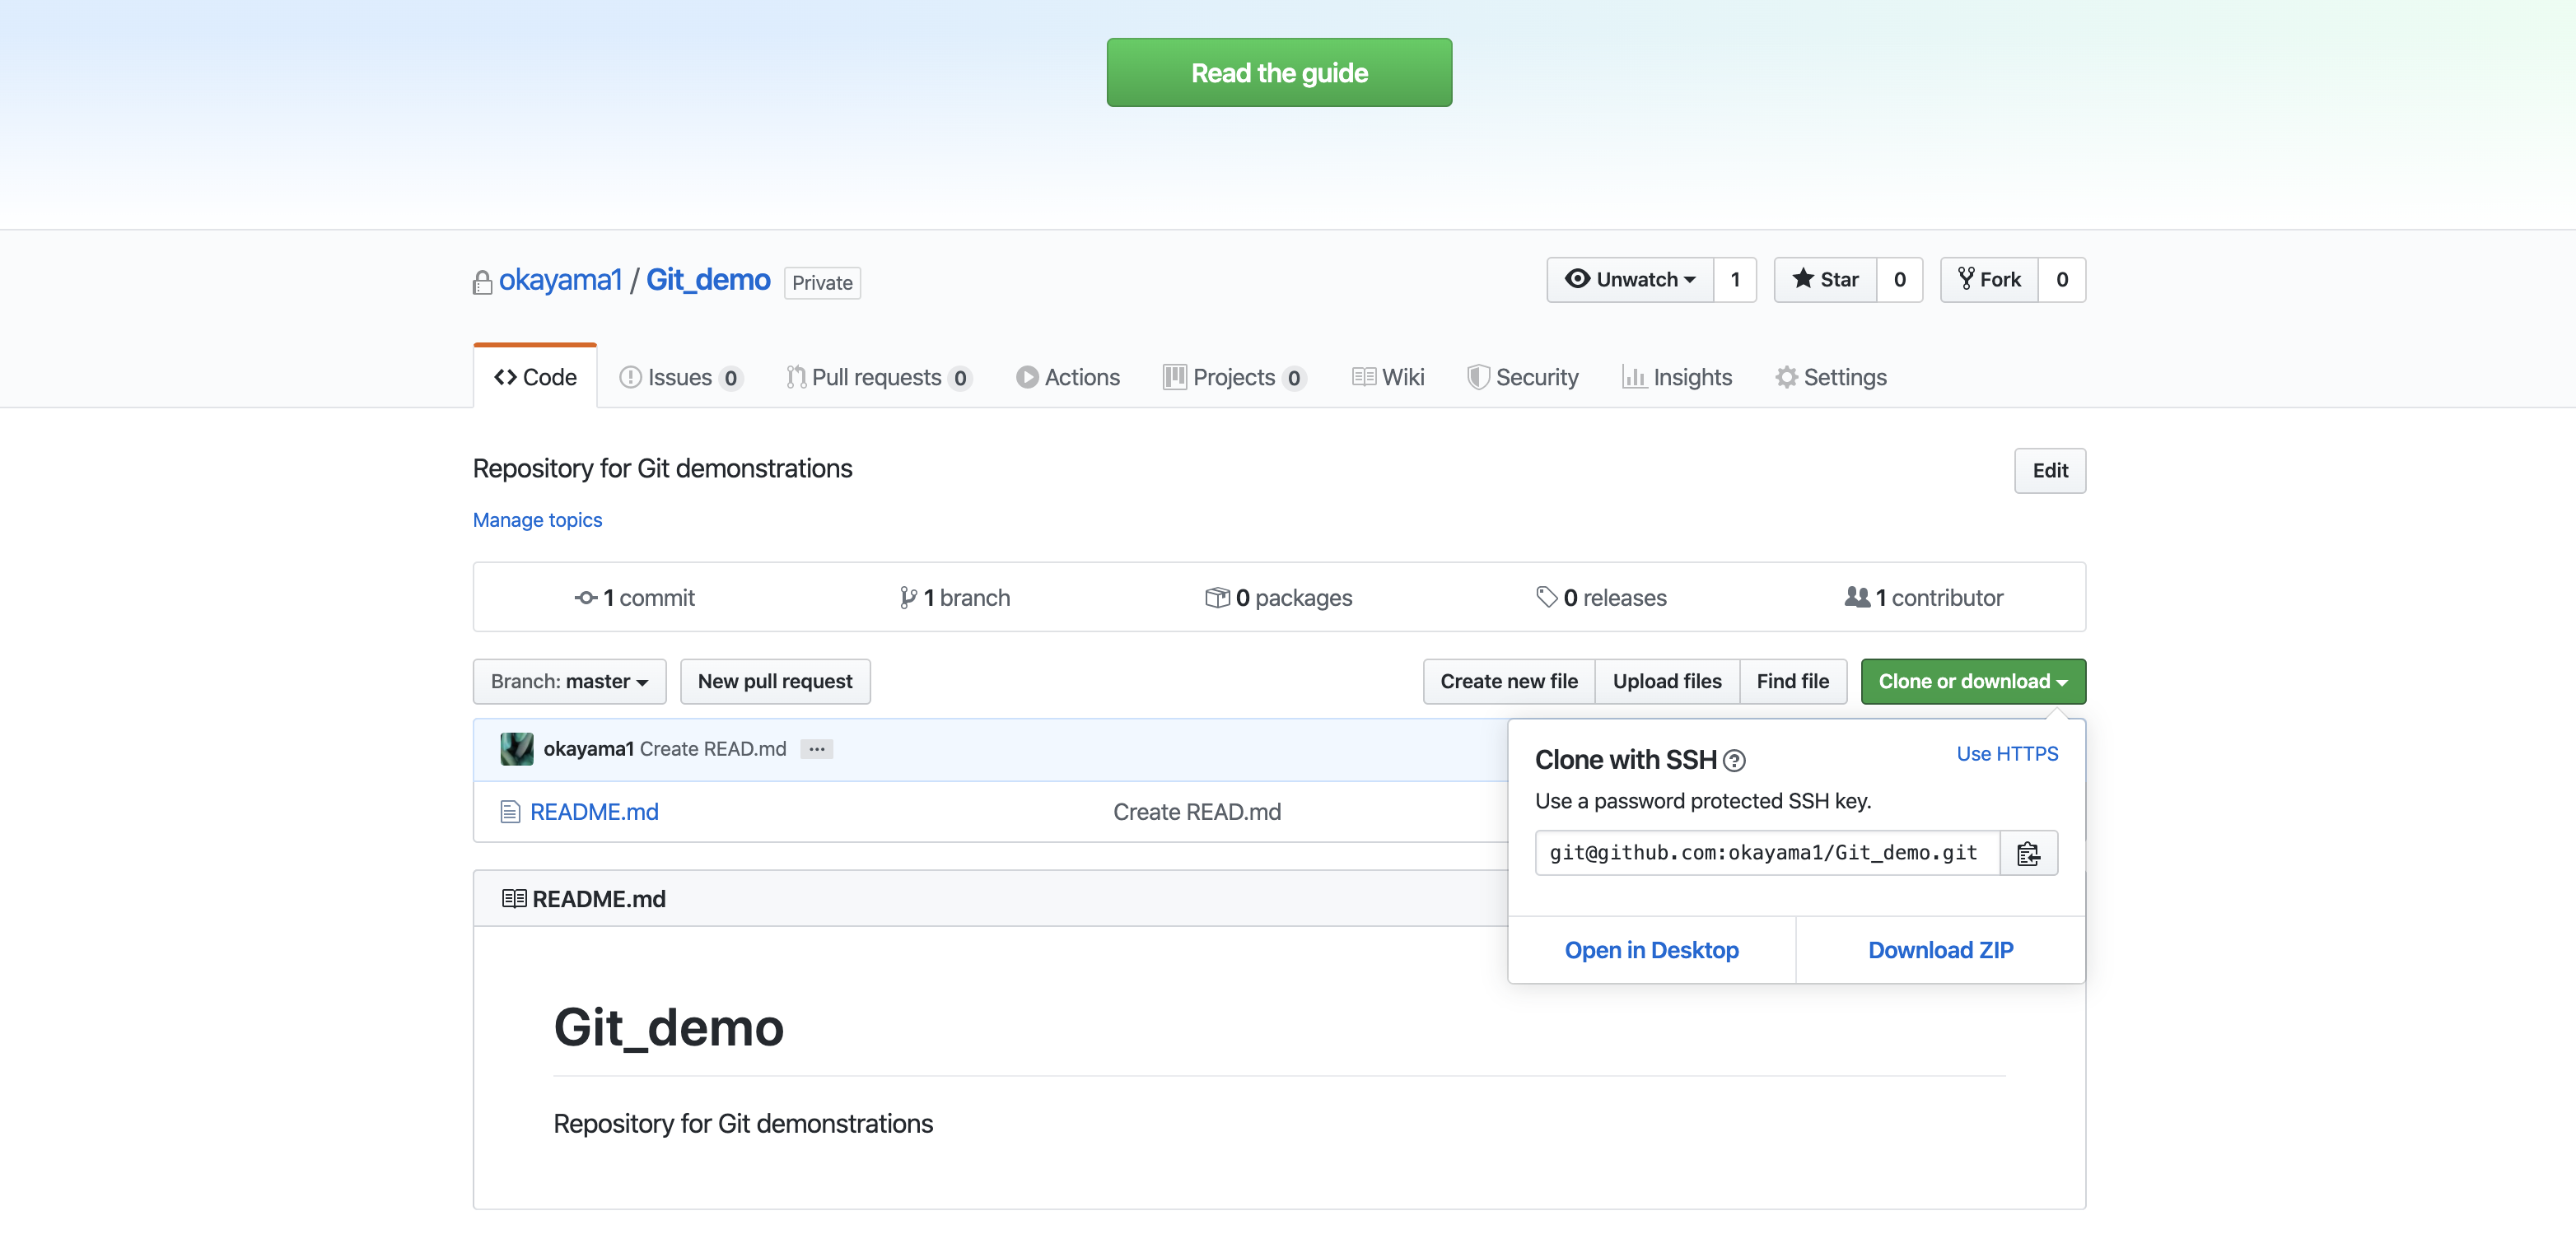 Read the guide
okayama1 / Git_demo Private
Unwatch 1 Star 0 Fork 0
Code Issues 0 Pull requests 0 Actions Projects 0 Wiki Security Insights Settings
Repository for Git demonstrations
Edit
Manage topics
1 commit 1 branch 0 packages 0 releases 1 contributor
Branch: master New pull request Create new file Upload files Find file Clone or download
okayama1 Create READ.md ...
README.md Create READ.md
Clone with SSH ? Use HTTPS
Use a password protected SSH key.
git@github.com:okayama1/Git_demo.git
Open in Desktop Download ZIP
README.md
Git_demo
Repository for Git demonstrations